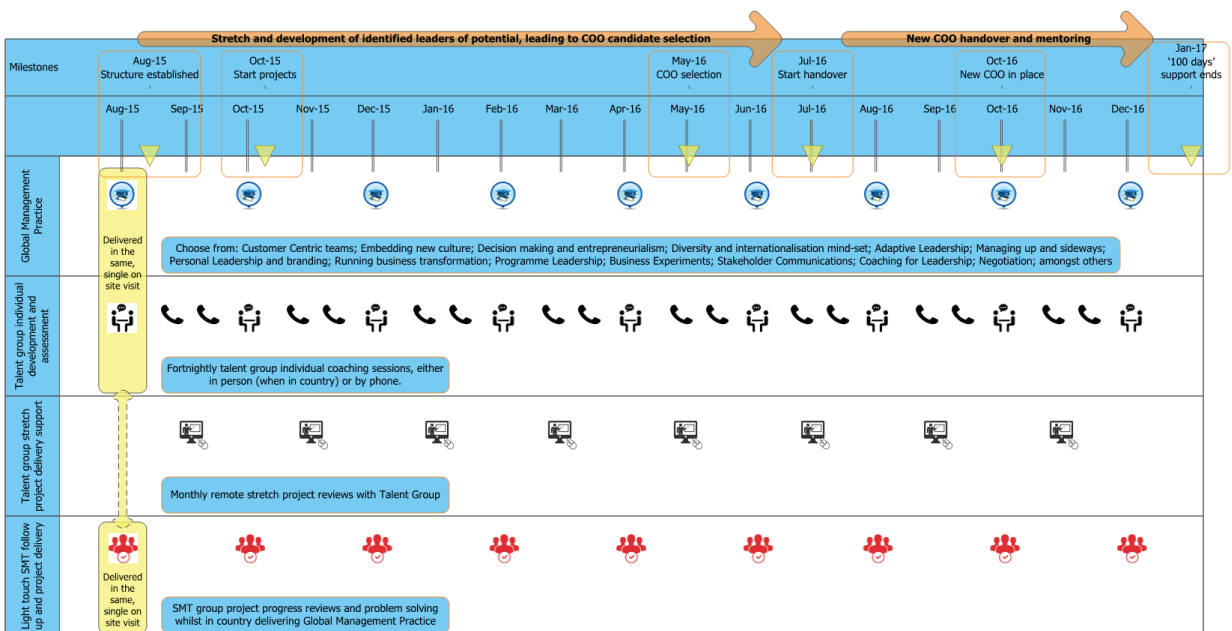 Stretch and development of identified leaders of potential, leading to COO candidate selection
New COO handover and mentoring
Milestones
Aug-15
Structure established
Oct-15
Start projects
May-16
COO selection
Jul-16
Start handover
Oct-16
New COO in place
Jan-17
‘100 days’
support ends
Aug-15
Sep-15
Oct-15
Nov-15
Dec-15
Jan-16
Feb-16
Mar-16
Apr-16
May-16
Jun-16
Jul-16
Aug-16
Sep-16
Oct-16
Nov-16
Dec-16
Global Management
Practice
Delivered
in the
same,
single on
site visit
Choose from: Customer Centric teams; Embedding new culture; Decision making and entrepreneurialism; Diversity and internationalisation mind-set; Adaptive Leadership; Managing up and sideways;
Personal Leadership and branding; Running business transformation; Programme Leadership; Business Experiments; Stakeholder Communications; Coaching for Leadership; Negotiation; amongst others
Talent group individual
development and
assessment
Fortnightly talent group individual coaching sessions, either
in person (when in country) or by phone.
Talent group stretch
project delivery support
Monthly remote stretch project reviews with Talent Group
Light touch SMT follow
up and project delivery
Delivered
in the
same,
single on
site visit
SMT group project progress reviews and problem solving
whilst in country delivering Global Management Practice